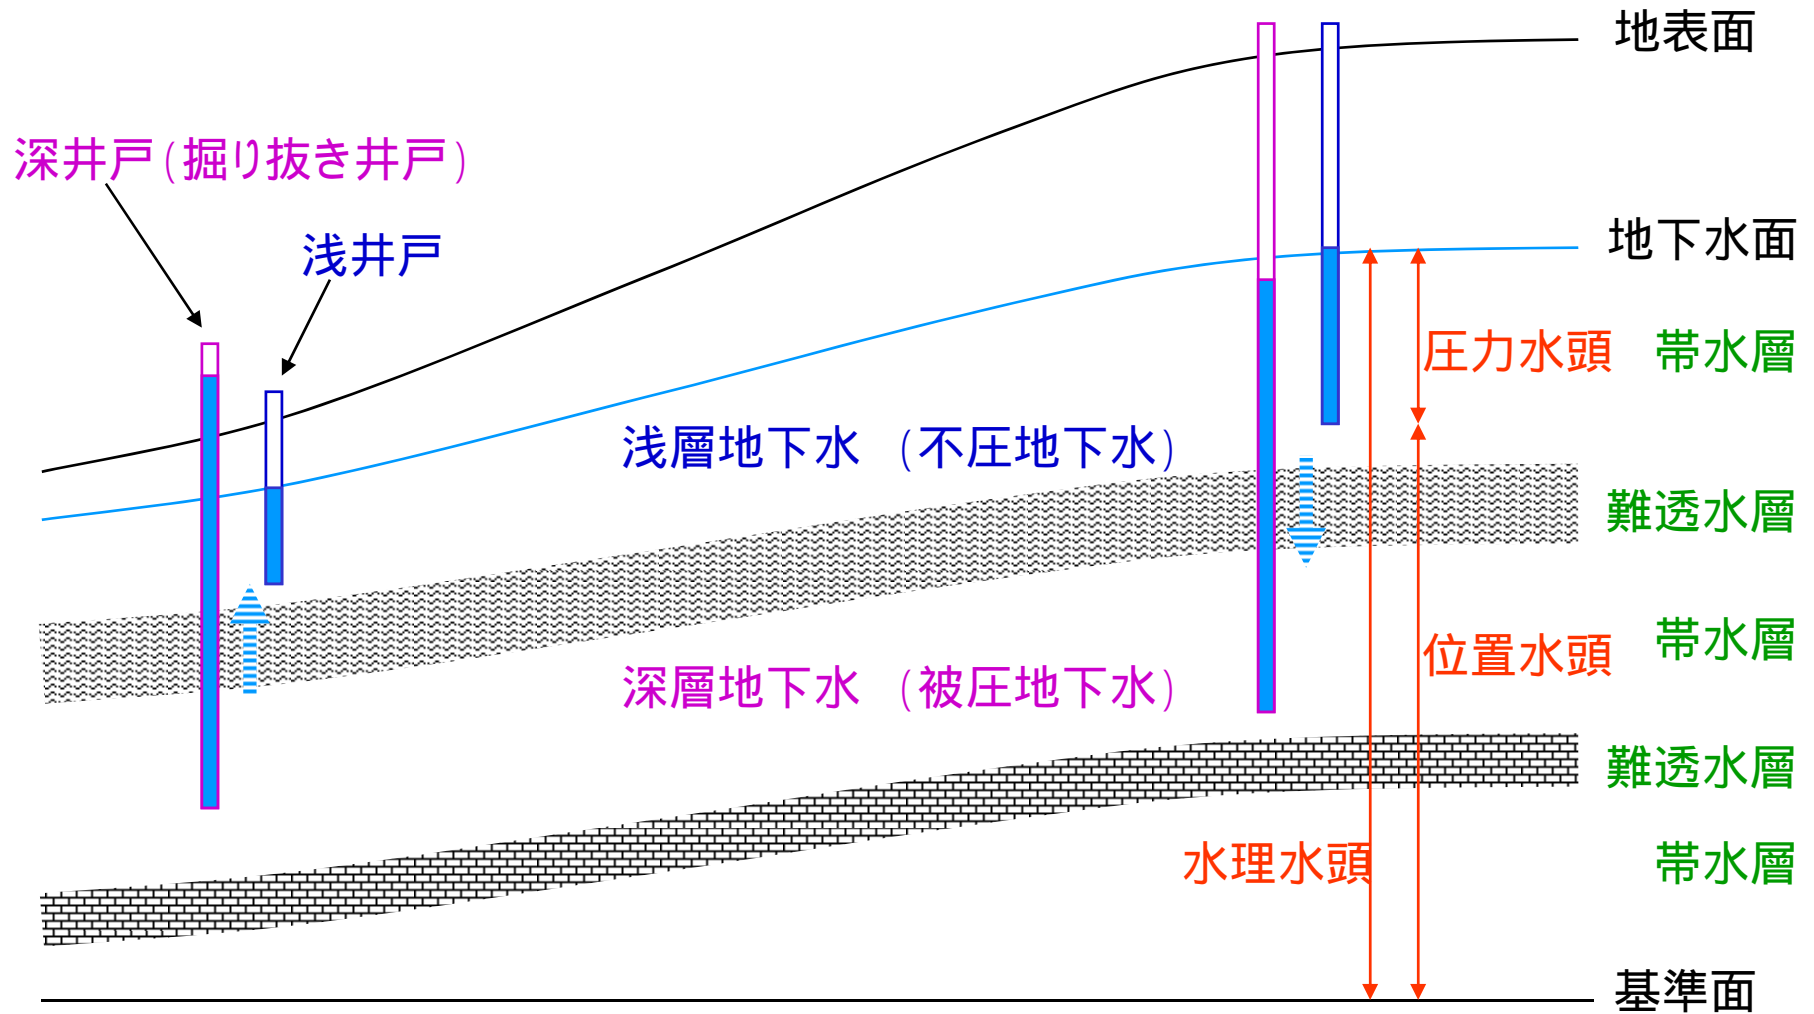 地表面
深井戸(掘り抜き井戸)
地下水面
浅井戸
圧力水頭 帯水層
浅層地下水 (不圧地下水)
難透水層
位置水頭 帯水層
深層地下水 (被圧地下水)
難透水層
水理水頭 帯水層
基準面